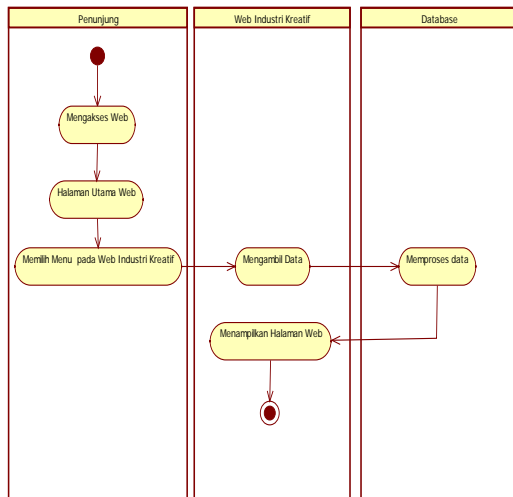 Penunjung
Web Industri Kreatif
Database
Mengakses Web
Halaman Utama Web
Memilih Menu pada Web Industri Kreatif
Mengambil Data
Memproses data
Menampilkan Halaman Web